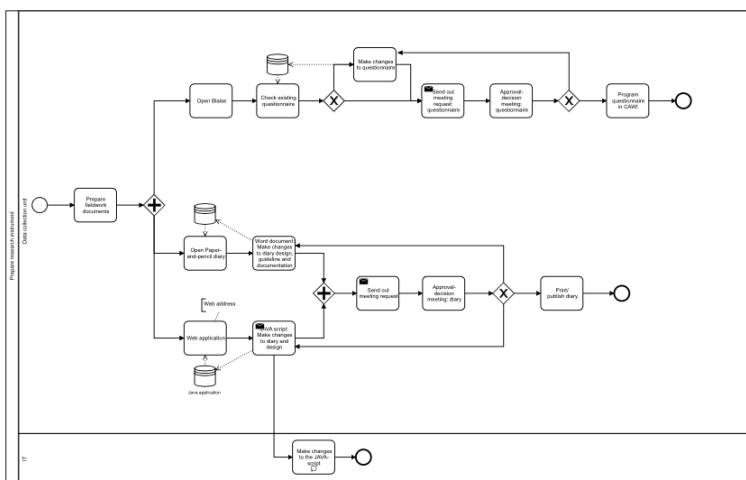 Prepare research instrument
Data collection unit
IT
Prepare
fieldwork
documents
Open Blaise
Check existing
questionnaire
Make changes
to questionnaire
Send out
meeting
request:
questionnaire
Approval-
decision
meeting:
questionnaire
Program
questionnaire
in CAWI
Open Paper-
and-pencil diary
Word document:
Make changes
to diary design,
guideline and
documentation
Web address
Web application
JAVA script:
Make changes
to diary and
design
Java application
Send out
meeting request
Approval-
decision
meeting: diary
Print/
publish diary
Make changes
to the JAVA-
script